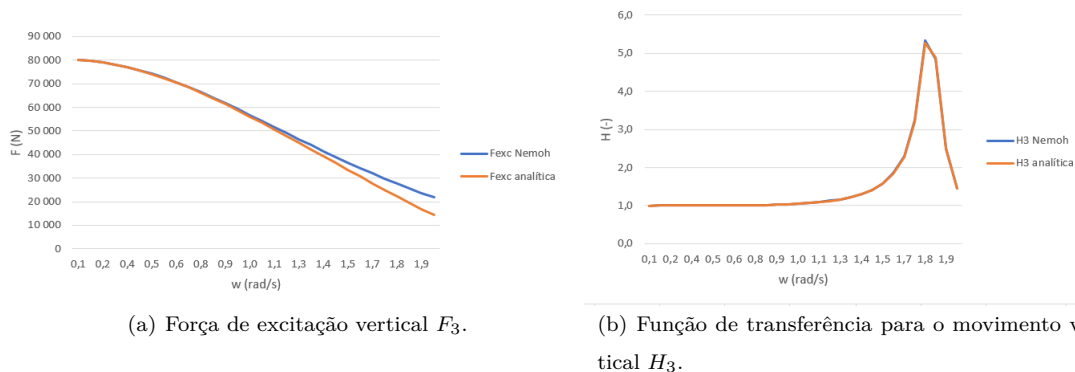 90 000
80 000
70 000
60 000
50 000
40 000
30 000
20 000
10 000
0
F (N)
0,1 0,2 0,4 0,5 0,6 0,8 0,9 1,0 1,1 1,3 1,4 1,5 1,7 1,8 1,9
w (rad/s)
Fexc Nemoh
Fexc analítica
(a) Força de excitação vertical F₃.
6,0
5,0
4,0
3,0
2,0
1,0
0,0
H (-)
0,1 0,2 0,4 0,5 0,6 0,8 0,9 1,0 1,1 1,3 1,4 1,5 1,7 1,8 1,9
w (rad/s)
H3 Nemoh
H3 analítica
(b) Função de transferência para o movimento v
tical H₃.